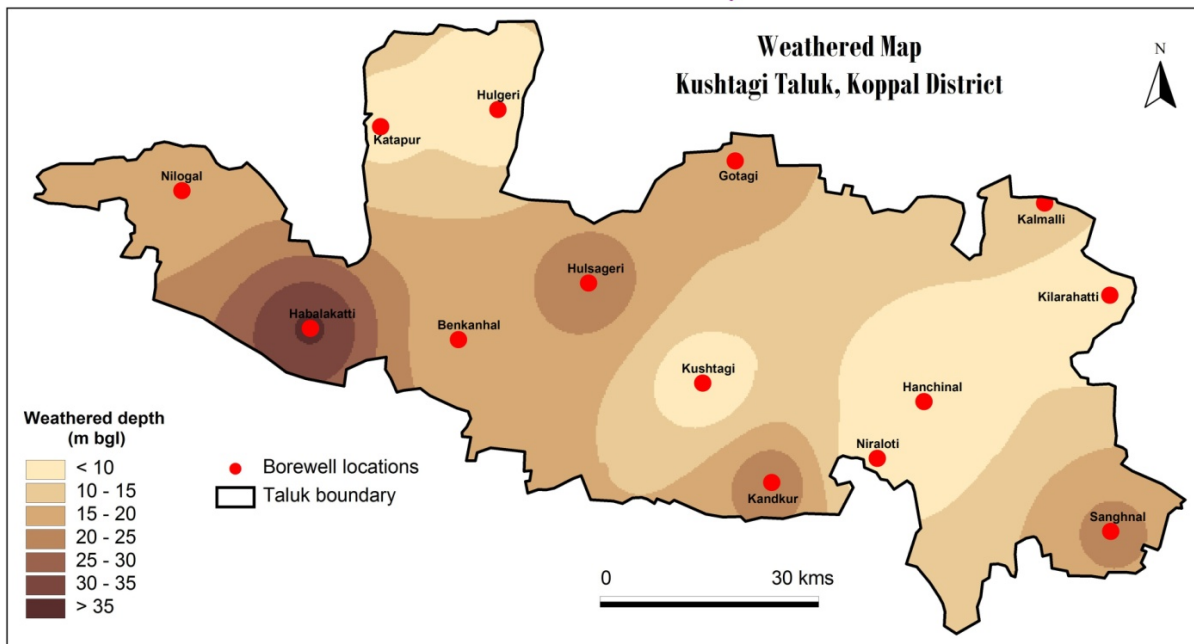 Weathered Map
Kushtagi Taluk, Koppal District
N
Hulgeri
Katapur
Gotagi
Nilogal
Kalmalli
Hulsageri
Kilarahatti
Habalakatti
Benkanhal
Kushtagi
Hanchinal
Niraloti
Kandkur
Sanghnal
Weathered depth
(m bgl)
< 10
10 - 15
15 - 20
20 - 25
25 - 30
30 - 35
> 35
Borewell locations
Taluk boundary
0 30 kms